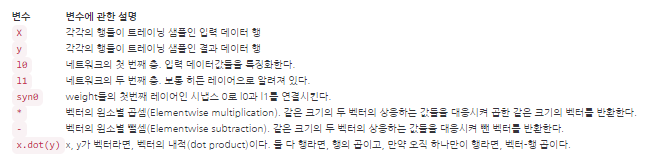 변수 변수에 관한 설명
X 각각의 행들이 트레이닝 샘플인 입력 데이터 행
y 각각의 행들이 트레이닝 샘플인 결과 데이터 행
l0 네트워크의 첫 번째 층. 입력 데이터값들을 특징화한다.
l1 네트워크의 두 번째 층. 보통 히든 레이어으로 알려져 있다.
syn0 weight들의 첫번째 레이어인 시냅스 0로 l0과 l1를 연결시킨다.
* 벡터의 원소별 곱셈(Elementwise multiplication). 같은 크기의 두 벡터의 상응하는 값들을 대응시켜 곱한 같은 크기의 벡터를 반환한다.
- 벡터의 원소별 뺄셈(Elementwise subtraction). 같은 크기의 두 벡터의 상응하는 값들을 대응시켜 뺀 벡터를 반환한다.
x.dot(y) x, y가 벡터라면, 벡터의 내적(dot product)이다. 둘 다 행라면, 행의 곱이고, 만약 오직 하나만이 행라면, 벡터-행 곱이다.